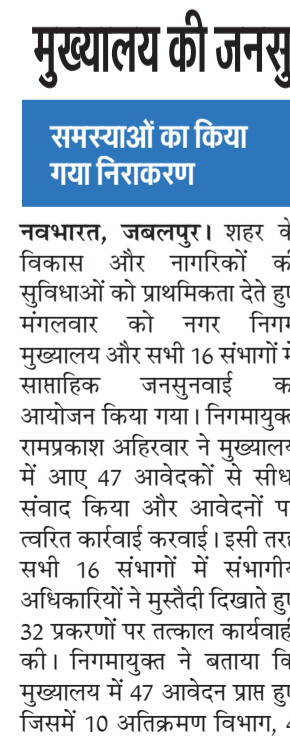 मुख्यालय की जनसु
समस्याओं का किया
गया निराकरण
नवभारत, जबलपुर। शहर के
विकास और नागरिकों की
सुविधाओं को प्राथमिकता देते हुए
मंगलवार को नगर निगम
मुख्यालय और सभी 16 संभागों में
साप्ताहिक जनसुनवाई का
आयोजन किया गया। निगमायुक्त
रामप्रकाश अहिरवार ने मुख्यालय
में आए 47 आवेदकों से सीधा
संवाद किया और आवेदनों पर
त्वरित कार्रवाई करवाई। इसी तरह
सभी 16 संभागों में संभागीय
अधिकारियों ने मुस्तैदी दिखाते हुए
32 प्रकरणों पर तत्काल कार्यवाही
की। निगमायुक्त ने बताया कि
मुख्यालय में 47 आवेदन प्राप्त हुए
जिसमें 10 अतिक्रमण विभाग,